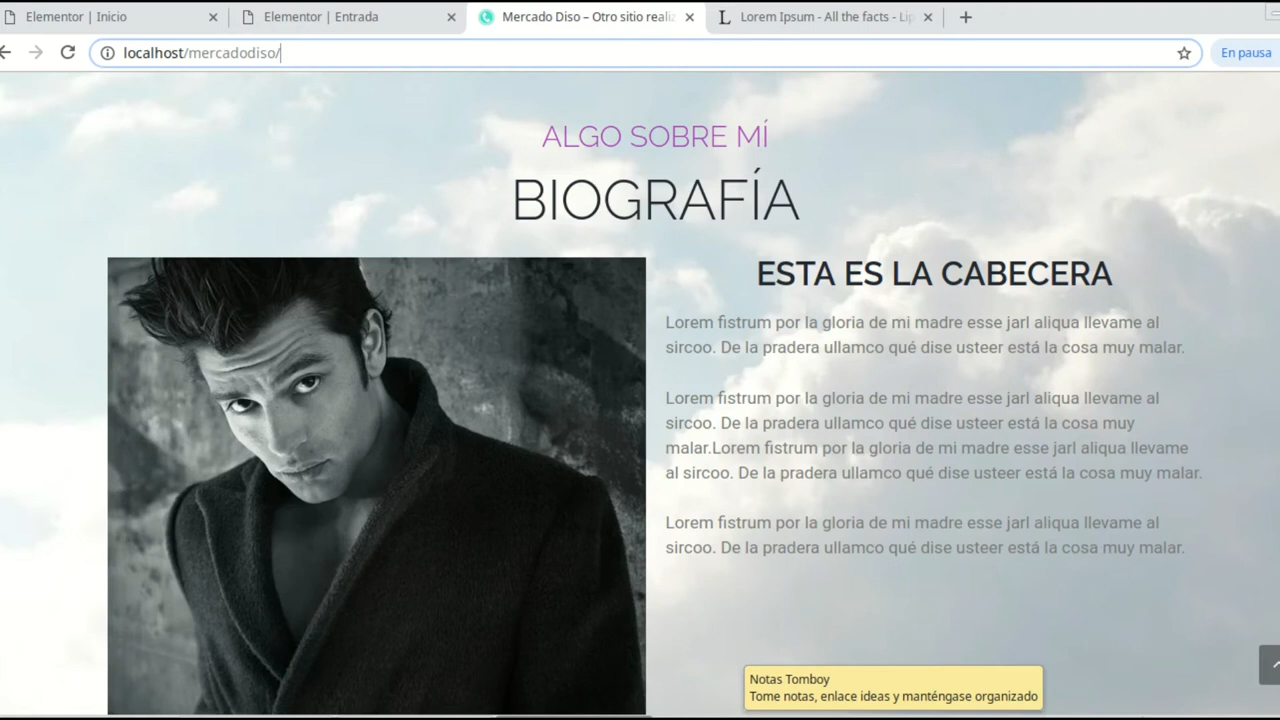 Elementor | Inicio
Elementor | Entrada
Mercado Diso – Otro sitio realiz
Lorem Ipsum - All the facts - Lip
localhost/mercadodiso/
En pausa
ALGO SOBRE MÍ
BIOGRAFÍA
ESTA ES LA CABECERA
Lorem fistrum por la gloria de mi madre esse jarl aliqua llevame al
sircoo. De la pradera ullamco qué dise usteer está la cosa muy malar.
Lorem fistrum por la gloria de mi madre esse jarl aliqua llevame al
sircoo. De la pradera ullamco qué dise usteer está la cosa muy
malar.Lorem fistrum por la gloria de mi madre esse jarl aliqua llevame
al sircoo. De la pradera ullamco qué dise usteer está la cosa muy malar.
Lorem fistrum por la gloria de mi madre esse jarl aliqua llevame al
sircoo. De la pradera ullamco qué dise usteer está la cosa muy malar.
Notas Tomboy
Tome notas, enlace ideas y manténgase organizado